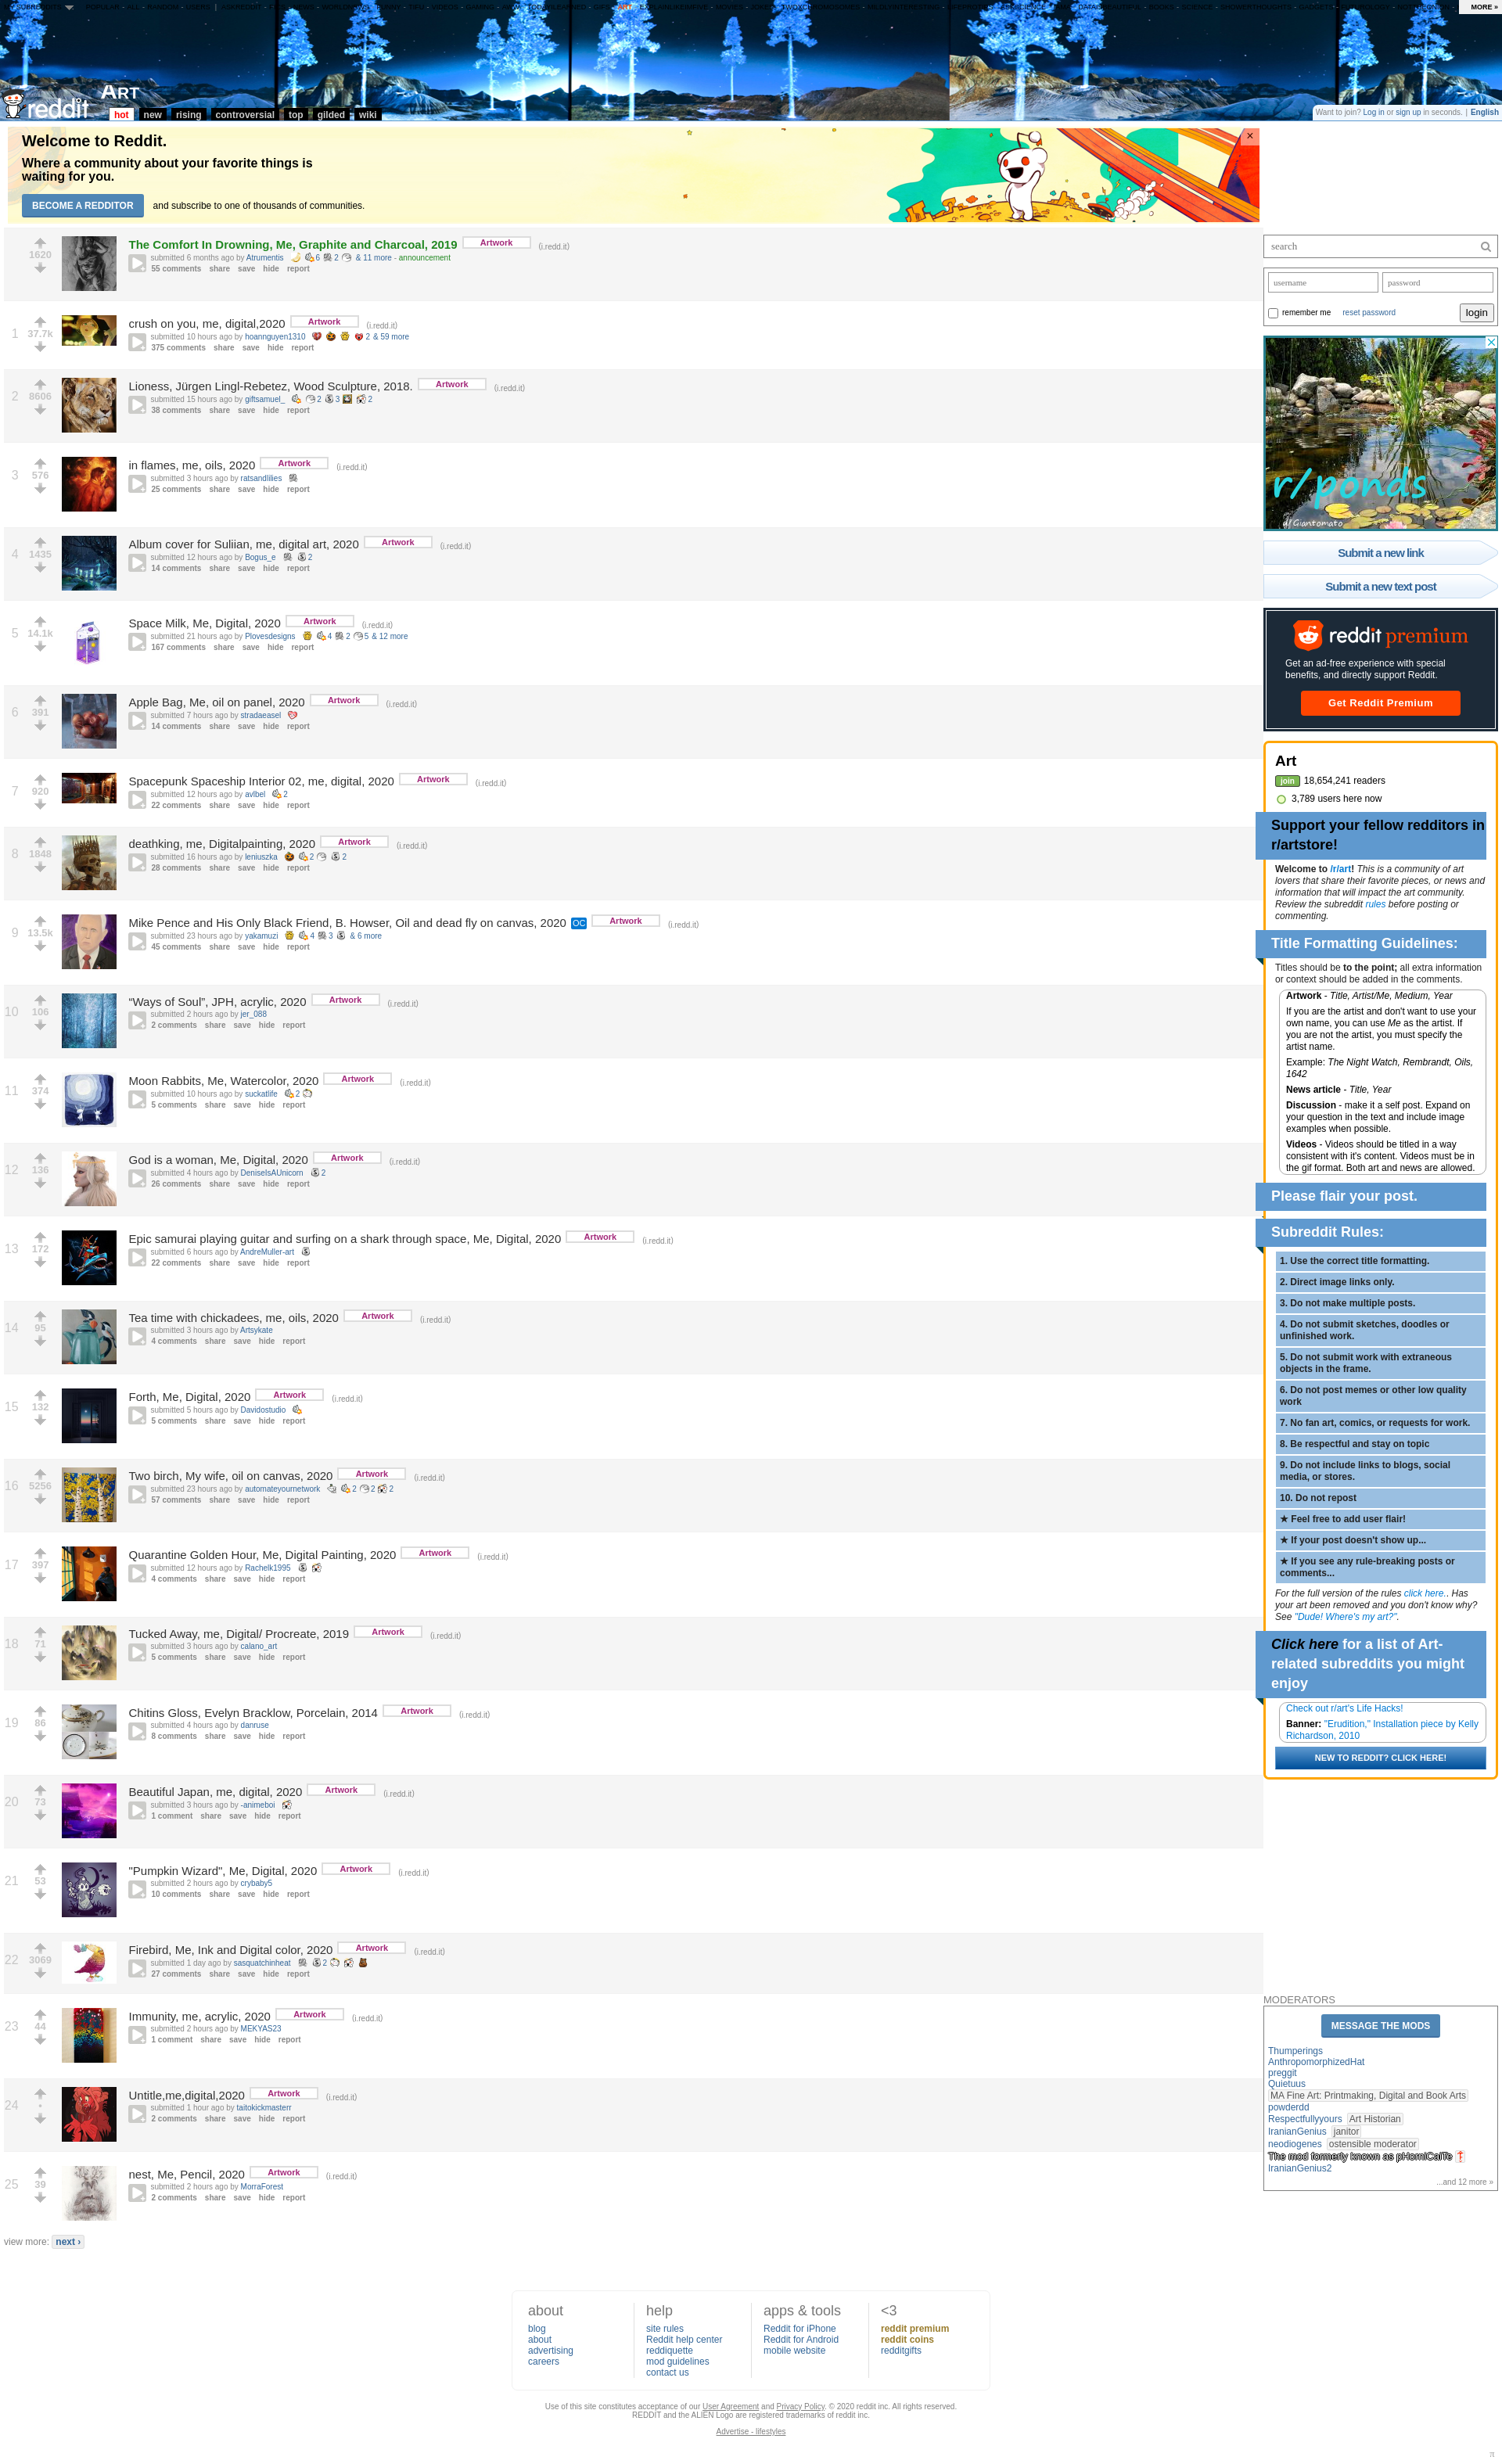 MORE »
ART
reddit
hot new rising controversial top gilded wiki
Want to join? Log in or sign up in seconds. | English
Welcome to Reddit.
Where a community about your favorite things is
waiting for you.
BECOME A REDDITOR and subscribe to one of thousands of communities.
1620
The Comfort In Drowning, Me, Graphite and Charcoal, 2019 Artwork (i.redd.it)
submitted 6 months ago by Atrumentis 6 2 & 11 more - announcement
55 comments share save hide report
1 37.7k
crush on you, me, digital,2020 Artwork (i.redd.it)
submitted 10 hours ago by hoannguyen1310 2 & 59 more
375 comments share save hide report
2 8606
Lioness, Jürgen Lingl-Rebetez, Wood Sculpture, 2018. Artwork (i.redd.it)
submitted 15 hours ago by giftsamuel_ 2 3 2
38 comments share save hide report
3 576
in flames, me, oils, 2020 Artwork (i.redd.it)
submitted 3 hours ago by ratsandlilies
25 comments share save hide report
4 1435
Album cover for Suliian, me, digital art, 2020 Artwork (i.redd.it)
submitted 12 hours ago by Bogus_e 2
14 comments share save hide report
5 14.1k
Space Milk, Me, Digital, 2020 Artwork (i.redd.it)
submitted 21 hours ago by Plovesdesigns 4 2 5 & 12 more
167 comments share save hide report
6 391
Apple Bag, Me, oil on panel, 2020 Artwork (i.redd.it)
submitted 7 hours ago by stradaeasel
14 comments share save hide report
7 920
Spacepunk Spaceship Interior 02, me, digital, 2020 Artwork (i.redd.it)
submitted 12 hours ago by avlbel 2
22 comments share save hide report
8 1848
deathking, me, Digitalpainting, 2020 Artwork (i.redd.it)
submitted 16 hours ago by leniuszka 2 2
28 comments share save hide report
9 13.5k
Mike Pence and His Only Black Friend, B. Howser, Oil and dead fly on canvas, 2020 OC Artwork (i.redd.it)
submitted 23 hours ago by yakamuzi 4 3 & 6 more
45 comments share save hide report
10 106
“Ways of Soul”, JPH, acrylic, 2020 Artwork (i.redd.it)
submitted 2 hours ago by jer_088
2 comments share save hide report
11 374
Moon Rabbits, Me, Watercolor, 2020 Artwork (i.redd.it)
submitted 10 hours ago by suckatlife 2
5 comments share save hide report
12 136
God is a woman, Me, Digital, 2020 Artwork (i.redd.it)
submitted 4 hours ago by DeniseIsAUnicorn 2
26 comments share save hide report
13 172
Epic samurai playing guitar and surfing on a shark through space, Me, Digital, 2020 Artwork (i.redd.it)
submitted 6 hours ago by AndreMuller-art
22 comments share save hide report
14 95
Tea time with chickadees, me, oils, 2020 Artwork (i.redd.it)
submitted 3 hours ago by Artsykate
4 comments share save hide report
15 132
Forth, Me, Digital, 2020 Artwork (i.redd.it)
submitted 5 hours ago by Davidostudio
5 comments share save hide report
16 5256
Two birch, My wife, oil on canvas, 2020 Artwork (i.redd.it)
submitted 23 hours ago by automateyournetwork 2 2 2
57 comments share save hide report
17 397
Quarantine Golden Hour, Me, Digital Painting, 2020 Artwork (i.redd.it)
submitted 12 hours ago by Rachelk1995
4 comments share save hide report
18 71
Tucked Away, me, Digital/ Procreate, 2019 Artwork (i.redd.it)
submitted 3 hours ago by calano_art
5 comments share save hide report
19 86
Chitins Gloss, Evelyn Bracklow, Porcelain, 2014 Artwork (i.redd.it)
submitted 4 hours ago by danruse
8 comments share save hide report
20 73
Beautiful Japan, me, digital, 2020 Artwork (i.redd.it)
submitted 3 hours ago by -animeboi
1 comment share save hide report
21 53
"Pumpkin Wizard", Me, Digital, 2020 Artwork (i.redd.it)
submitted 2 hours ago by crybaby5
10 comments share save hide report
22 3069
Firebird, Me, Ink and Digital color, 2020 Artwork (i.redd.it)
submitted 1 day ago by sasquatchinheat 2
27 comments share save hide report
23 44
Immunity, me, acrylic, 2020 Artwork (i.redd.it)
submitted 2 hours ago by MEKYAS23
1 comment share save hide report
24 •
Untitle,me,digital,2020 Artwork (i.redd.it)
submitted 1 hour ago by taitokickmasterr
2 comments share save hide report
25 39
nest, Me, Pencil, 2020 Artwork (i.redd.it)
submitted 2 hours ago by MorraForest
2 comments share save hide report
view more: next ›
search
username password
remember me reset password login
r/ponds
u/Giantomato
Submit a new link
Submit a new text post
reddit premium
Get an ad-free experience with special
benefits, and directly support Reddit.
Get Reddit Premium
Art
join 18,654,241 readers
3,789 users here now
Support your fellow redditors in
r/artstore!
Welcome to /r/art! This is a community of art
lovers that share their favorite pieces, or news and
information that will impact the art community.
Review the subreddit rules before posting or
commenting.
Title Formatting Guidelines:
Titles should be to the point; all extra information
or context should be added in the comments.
Artwork - Title, Artist/Me, Medium, Year
If you are the artist and don't want to use your
own name, you can use Me as the artist. If
you are not the artist, you must specify the
artist name.
Example: The Night Watch, Rembrandt, Oils,
1642
News article - Title, Year
Discussion - make it a self post. Expand on
your question in the text and include image
examples when possible.
Videos - Videos should be titled in a way
consistent with it's content. Videos must be in
the gif format. Both art and news are allowed.
Please flair your post.
Subreddit Rules:
1. Use the correct title formatting.
2. Direct image links only.
3. Do not make multiple posts.
4. Do not submit sketches, doodles or
unfinished work.
5. Do not submit work with extraneous
objects in the frame.
6. Do not post memes or other low quality
work
7. No fan art, comics, or requests for work.
8. Be respectful and stay on topic
9. Do not include links to blogs, social
media, or stores.
10. Do not repost
★ Feel free to add user flair!
★ If your post doesn't show up...
★ If you see any rule-breaking posts or
comments...
For the full version of the rules click here.. Has
your art been removed and you don't know why?
See "Dude! Where's my art?".
Click here for a list of Art-
related subreddits you might
enjoy
Check out r/art's Life Hacks!
Banner: "Erudition," Installation piece by Kelly
Richardson, 2010
NEW TO REDDIT? CLICK HERE!
MODERATORS
MESSAGE THE MODS
Thumperings
AnthropomorphizedHat
preggit
Quietuus
MA Fine Art: Printmaking, Digital and Book Arts
powderdd
Respectfullyyours Art Historian
IranianGenius janitor
neodiogenes ostensible moderator
The mod formerly known as pHorniCaiTe †
IranianGenius2
...and 12 more »
about
blog
about
advertising
careers
help
site rules
Reddit help center
reddiquette
mod guidelines
contact us
apps & tools
Reddit for iPhone
Reddit for Android
mobile website
<3
reddit premium
reddit coins
redditgifts
Use of this site constitutes acceptance of our User Agreement and Privacy Policy. © 2020 reddit inc. All rights reserved.
REDDIT and the ALIEN Logo are registered trademarks of reddit inc.
Advertise - lifestyles
π